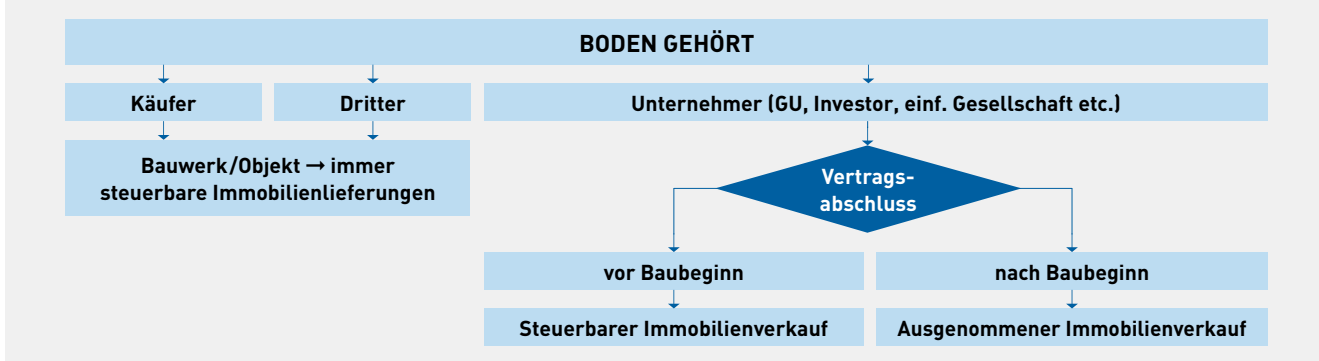 BODEN GEHÖRT
Käufer
Dritter
Unternehmer (GU, Investor, einf. Gesellschaft etc.)
Bauwerk/Objekt → immer
steuerbare Immobilienlieferungen
Vertrags-
abschluss
vor Baubeginn
nach Baubeginn
Steuerbarer Immobilienverkauf
Ausgenommener Immobilienverkauf